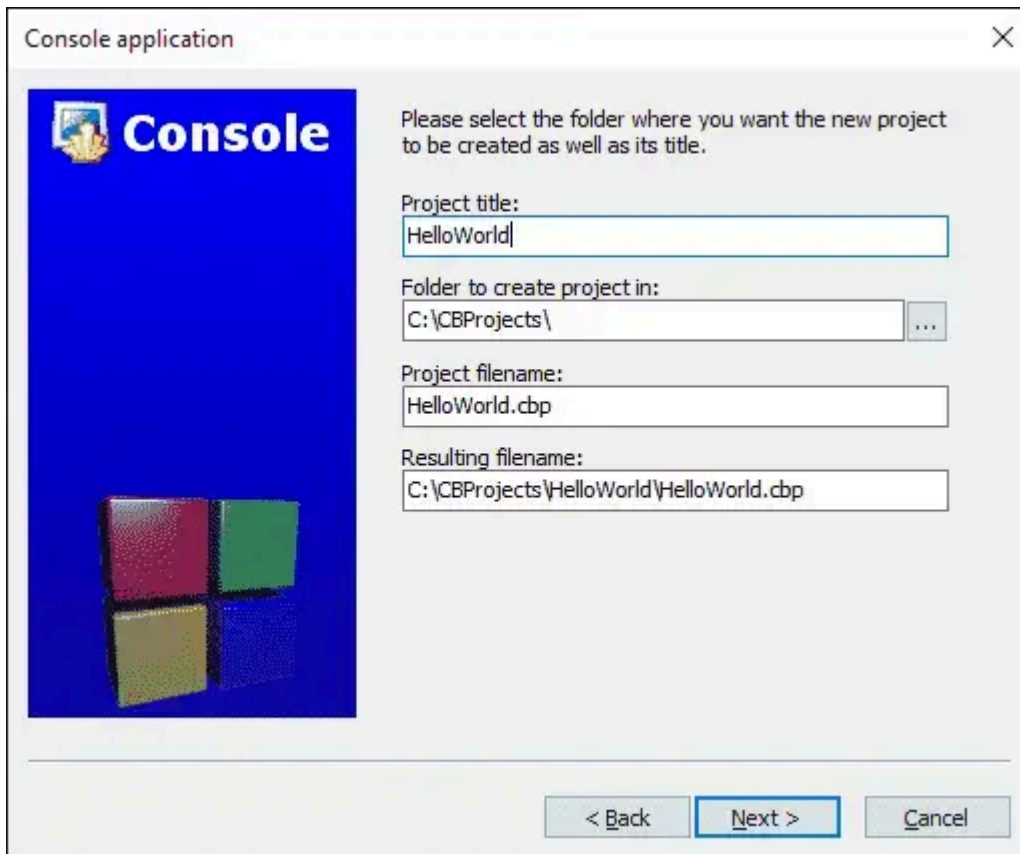 Console application
Console
Please select the folder where you want the new project
to be created as well as its title.
Project title:
HelloWorld
Folder to create project in:
C:\CBProjects\
...
Project filename:
HelloWorld.cbp
Resulting filename:
C:\CBProjects\HelloWorld\HelloWorld.cbp
< Back
Next >
Cancel